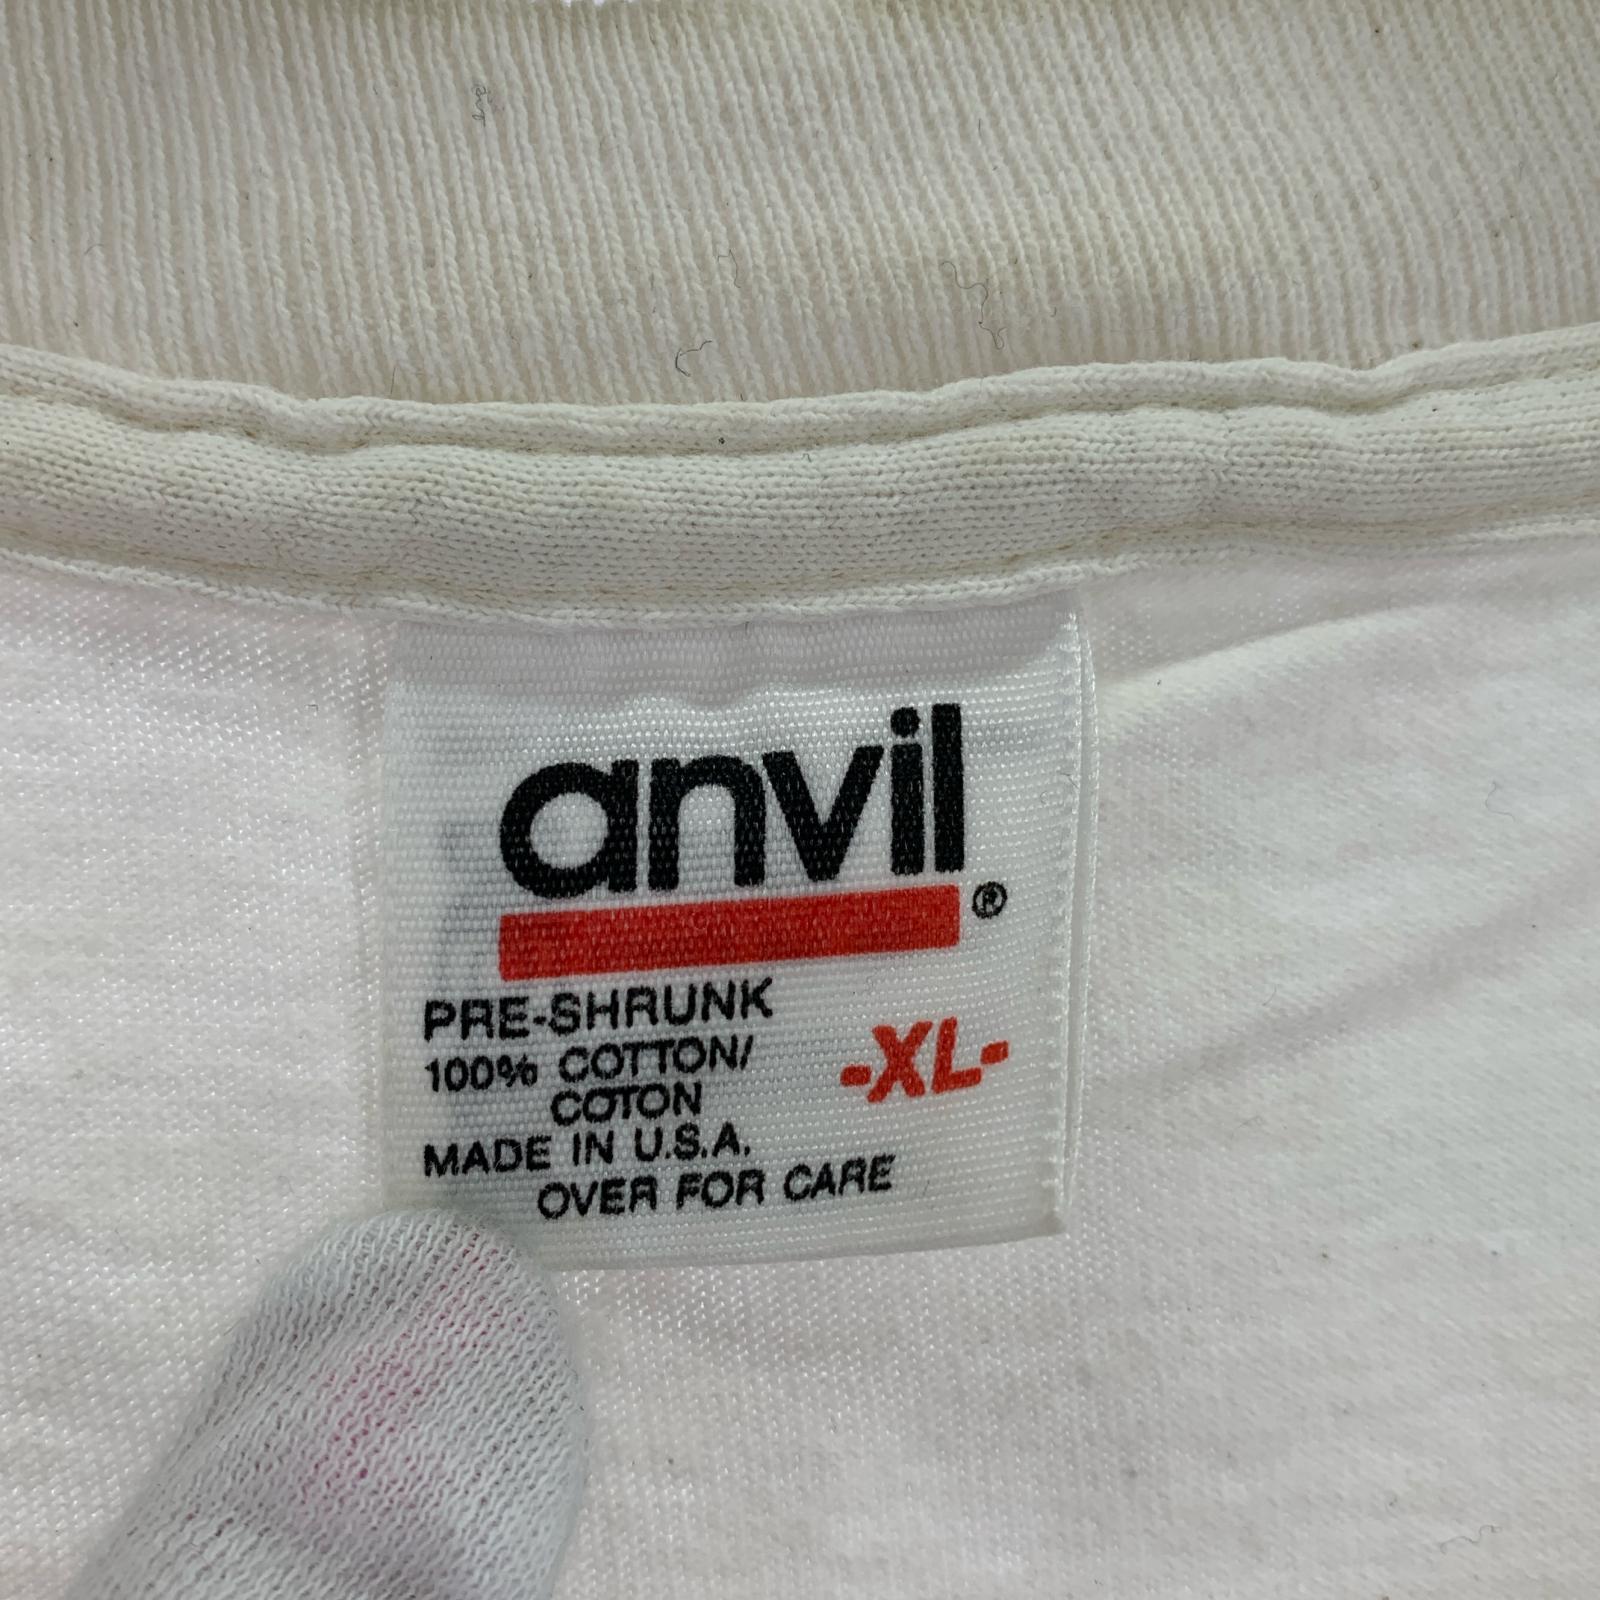 anvil®
PRE-SHRUNK
100% COTTON/
COTON
-XL-
MADE IN U.S.A.
OVER FOR CARE